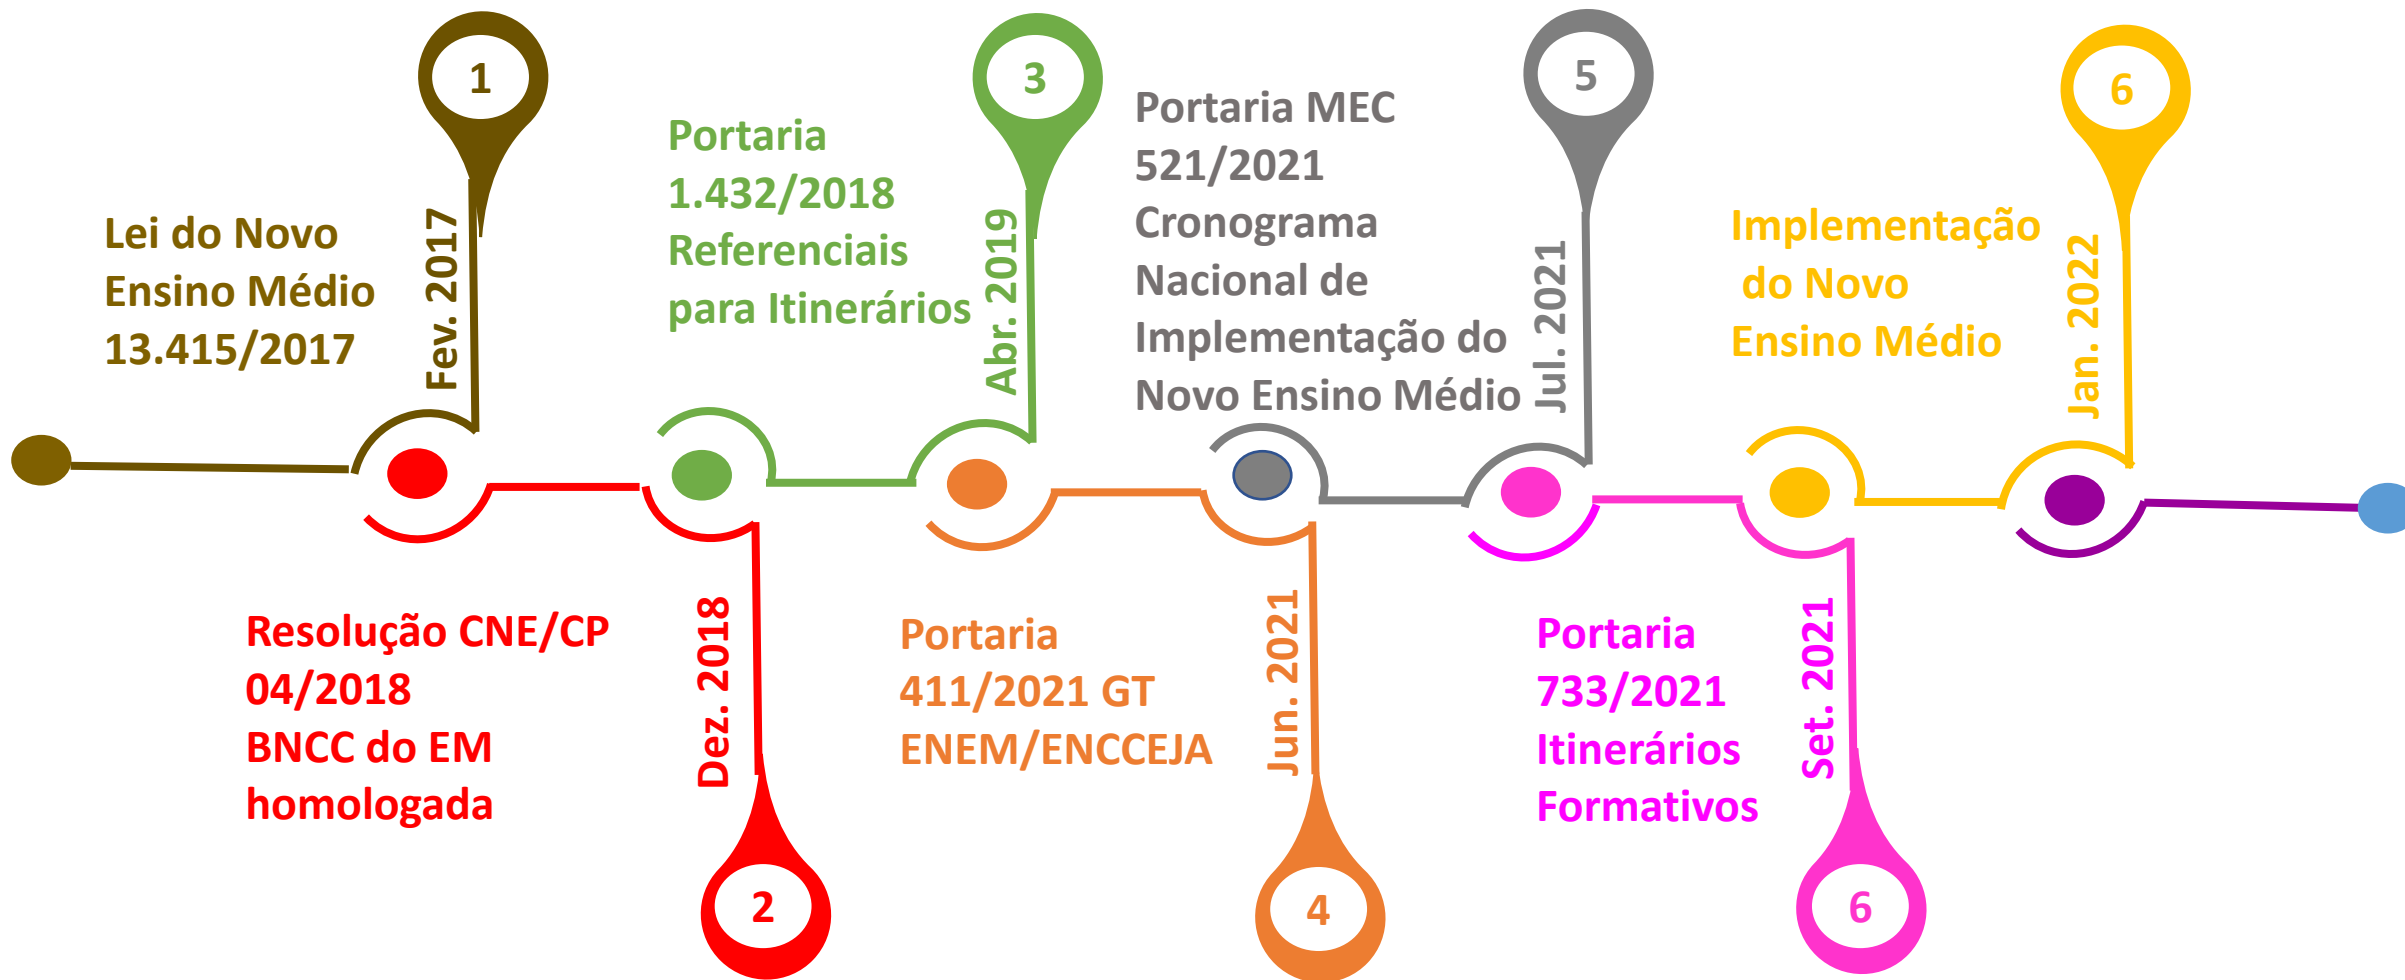 1
Lei do Novo
Ensino Médio
13.415/2017
Fev. 2017
Resolução CNE/CP
04/2018
BNCC do EM
homologada
Dez. 2018
2
3
Portaria
1.432/2018
Referenciais
para Itinerários
Abr. 2019
Portaria
411/2021 GT
ENEM/ENCCEJA
Jun. 2021
4
5
Portaria MEC
521/2021
Cronograma
Nacional de
Implementação do
Novo Ensino Médio
Jul. 2021
Portaria
733/2021
Itinerários
Formativos
Set. 2021
6
6
Implementação
do Novo
Ensino Médio
Jan. 2022